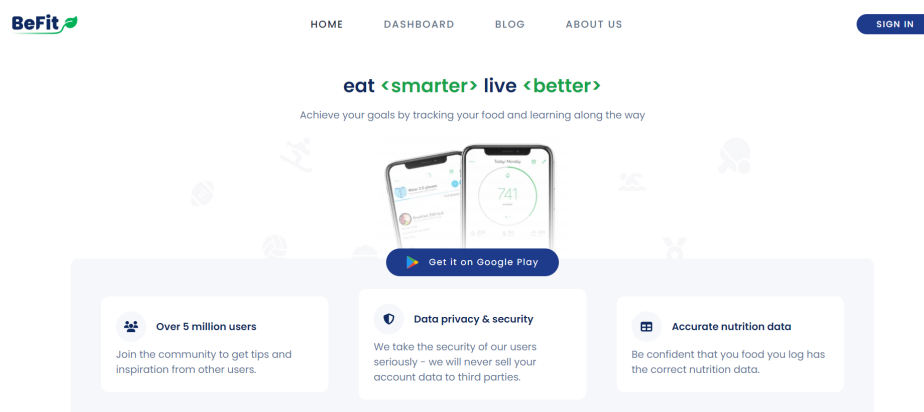 BeFit
HOME DASHBOARD BLOG ABOUT US SIGN IN
eat <smarter> live <better>
Achieve your goals by tracking your food and learning along the way
Today, Monday
741
Get it on Google Play
Over 5 million users
Join the community to get tips and
inspiration from other users.
Data privacy & security
We take the security of our users
seriously - we will never sell your
account data to third parties.
Accurate nutrition data
Be confident that you food you log has
the correct nutrition data.